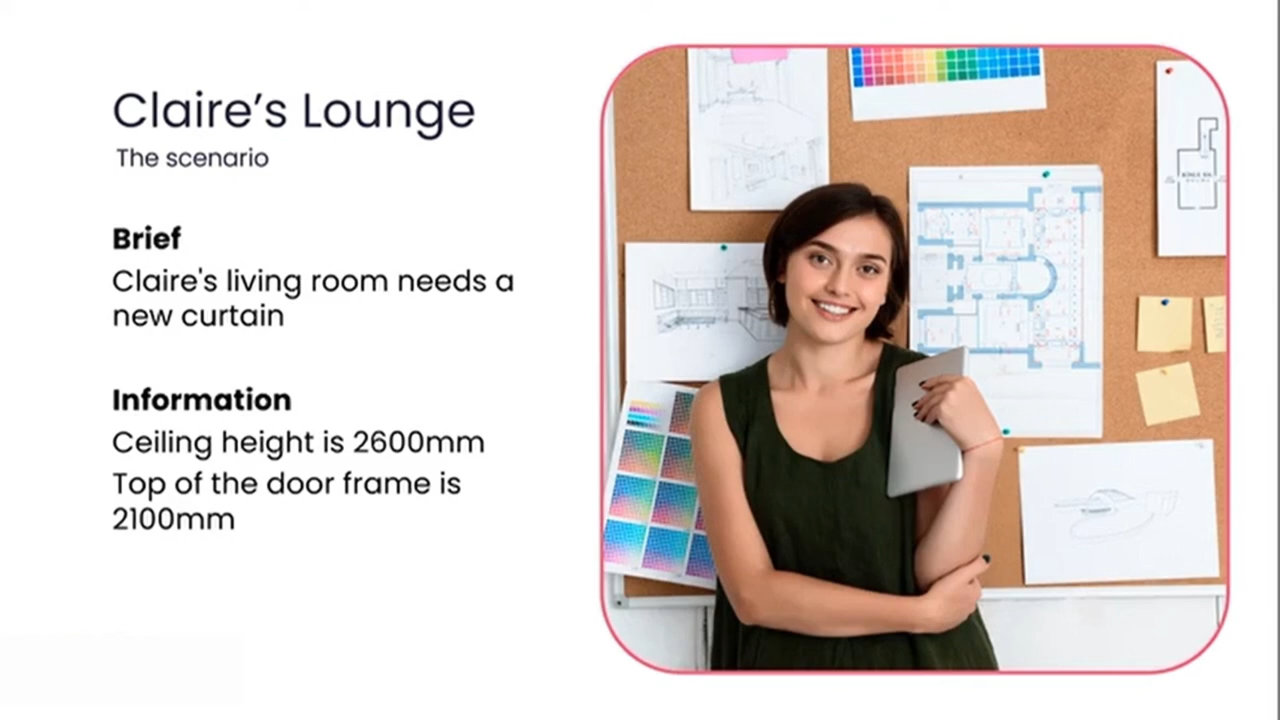 Claire’s Lounge
The scenario
Brief
Claire's living room needs a
new curtain
Information
Ceiling height is 2600mm
Top of the door frame is
2100mm